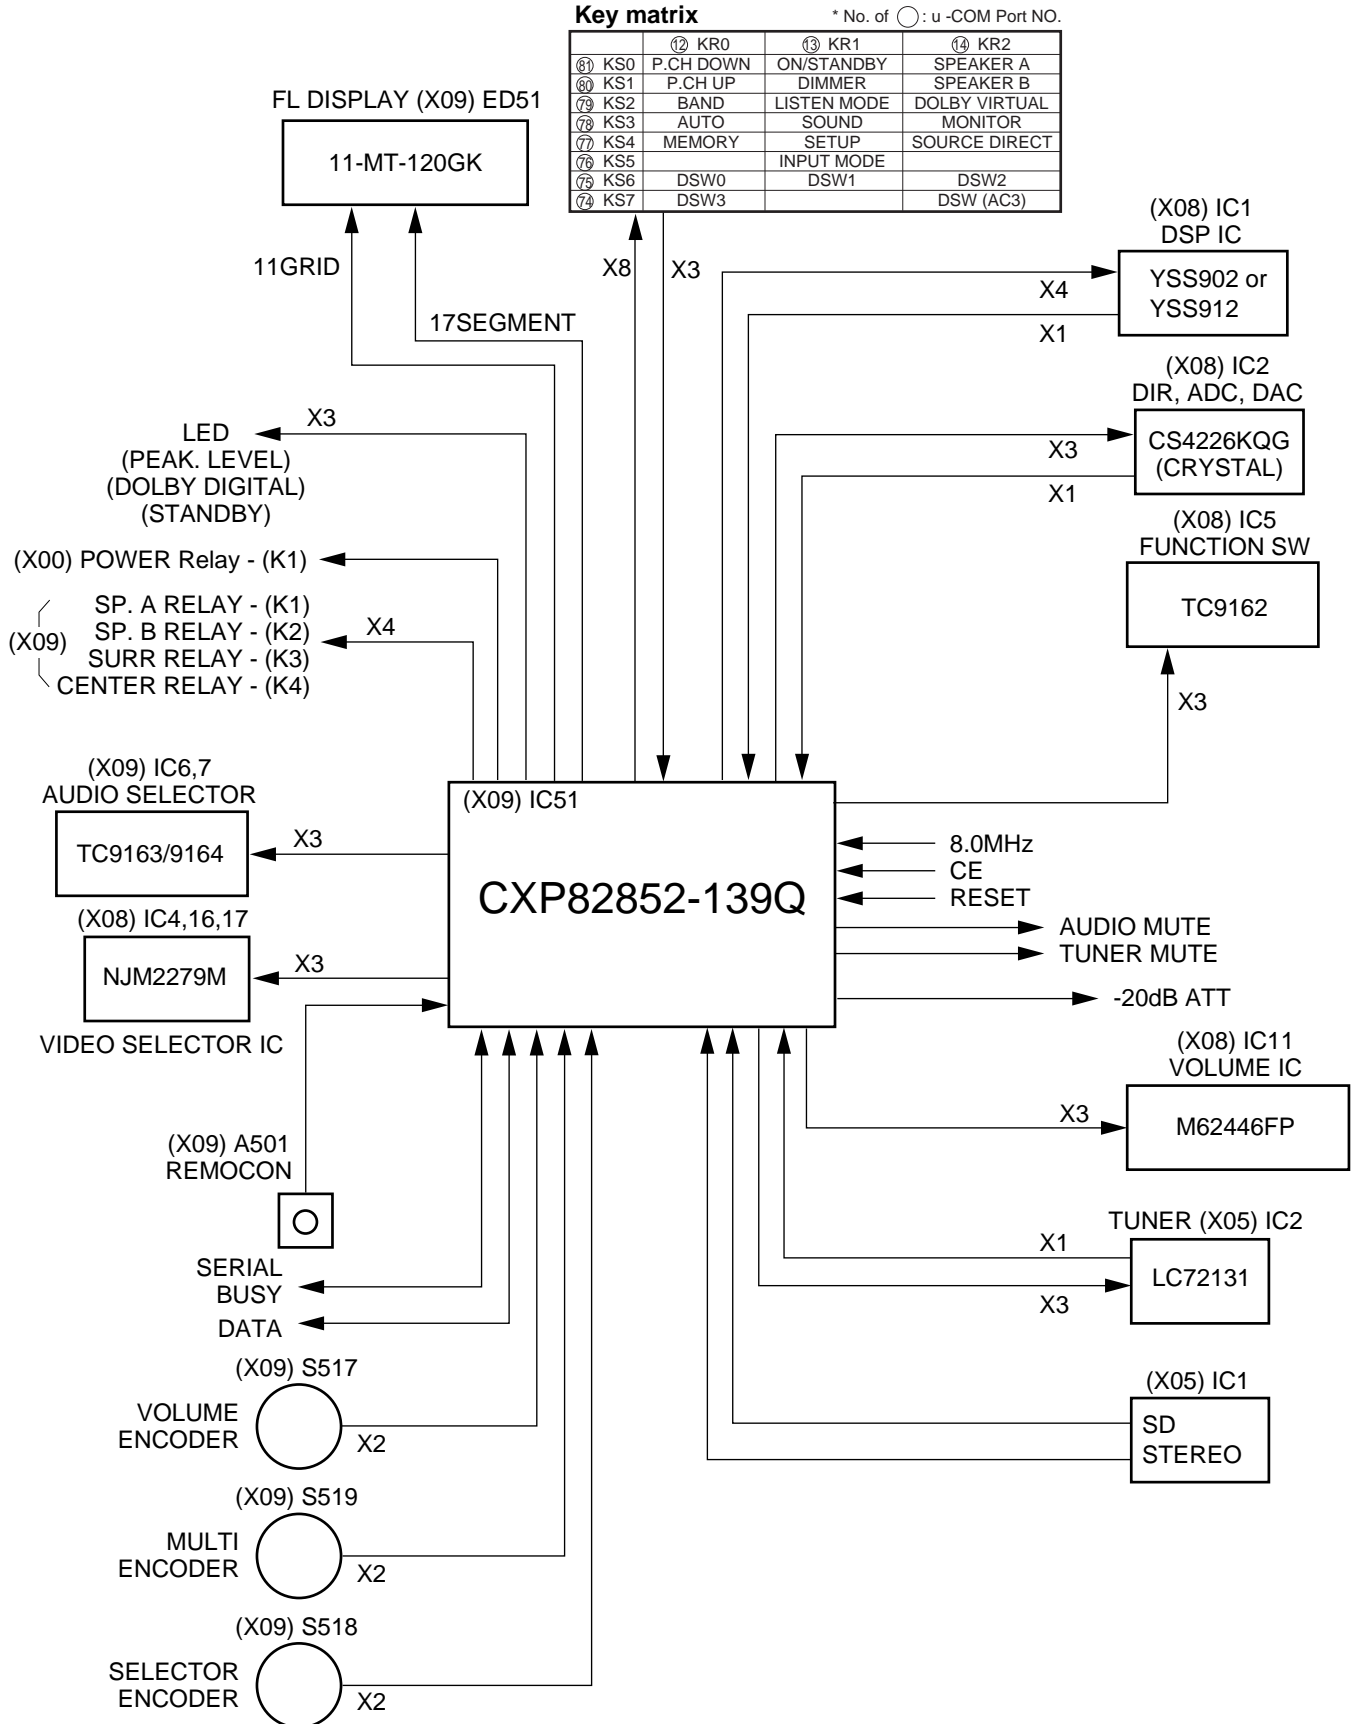 Key matrix * No. of ◯ : u -COM Port NO.
⑫ KR0 ⑬ KR1 ⑭ KR2
81 KS0 P.CH DOWN ON/STANDBY SPEAKER A
80 KS1 P.CH UP DIMMER SPEAKER B
79 KS2 BAND LISTEN MODE DOLBY VIRTUAL
78 KS3 AUTO SOUND MONITOR
77 KS4 MEMORY SETUP SOURCE DIRECT
76 KS5 INPUT MODE
75 KS6 DSW0 DSW1 DSW2
74 KS7 DSW3 DSW (AC3)
FL DISPLAY (X09) ED51
11-MT-120GK
11GRID
17SEGMENT
X8
X3
(X08) IC1
DSP IC
YSS902 or
YSS912
X4
X1
(X08) IC2
DIR, ADC, DAC
CS4226KQG
(CRYSTAL)
X3
X1
(X08) IC5
FUNCTION SW
TC9162
X3
LED
(PEAK. LEVEL)
(DOLBY DIGITAL)
(STANDBY)
X3
(X00) POWER Relay - (K1)
(X09)
SP. A RELAY - (K1)
SP. B RELAY - (K2)
SURR RELAY - (K3)
CENTER RELAY - (K4)
X4
(X09) IC6,7
AUDIO SELECTOR
TC9163/9164
X3
(X09) IC51
CXP82852-139Q
8.0MHz
CE
RESET
AUDIO MUTE
TUNER MUTE
-20dB ATT
(X08) IC4,16,17
NJM2279M
X3
VIDEO SELECTOR IC
(X08) IC11
VOLUME IC
M62446FP
X3
(X09) A501
REMOCON
TUNER (X05) IC2
LC72131
X1
X3
SERIAL
BUSY
DATA
(X05) IC1
SD
STEREO
(X09) S517
VOLUME
ENCODER
X2
(X09) S519
MULTI
ENCODER
X2
(X09) S518
SELECTOR
ENCODER
X2